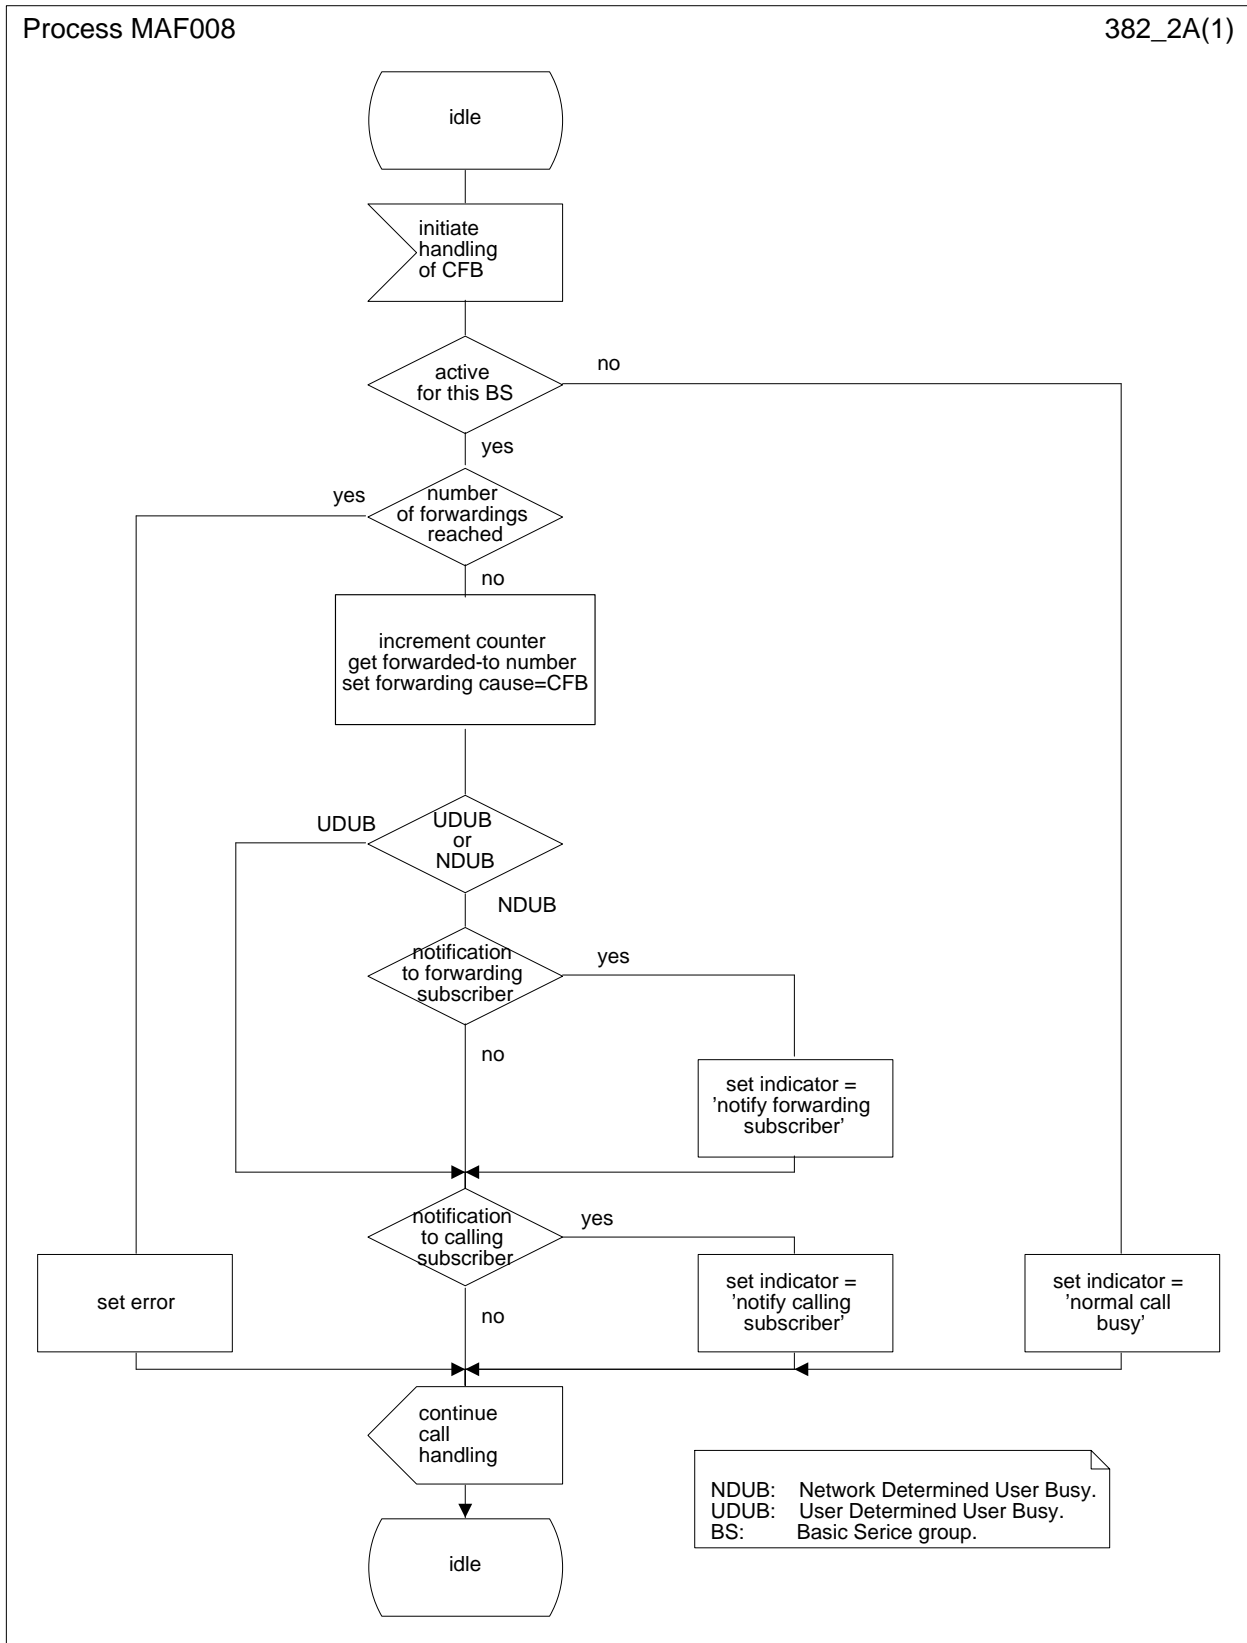 Process MAF008
382_2A(1)
idle
initiate
handling
of CFB
active
for this BS
no
yes
yes
number
of forwardings
reached
no
increment counter
get forwarded-to number
set forwarding cause=CFB
UDUB
UDUB
or
NDUB
NDUB
notification
to forwarding
subscriber
yes
no
set indicator =
’notify forwarding
subscriber’
notification
to calling
subscriber
yes
set error
set indicator =
’notify calling
subscriber’
set indicator =
’normal call
busy’
no
continue
call
handling
NDUB: Network Determined User Busy.
UDUB: User Determined User Busy.
BS: Basic Serice group.
idle